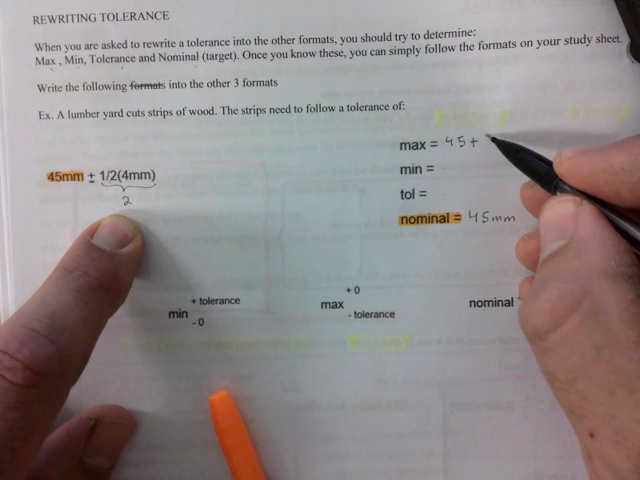 REWRITING TOLERANCE
When you are asked to rewrite a tolerance into the other formats, you should try to determine:
Max , Min, Tolerance and Nominal (target). Once you know these, you can simply follow the formats on your study sheet.
Write the following formats into the other 3 formats
Ex. A lumber yard cuts strips of wood. The strips need to follow a tolerance of:
max = 45+
45mm ± 1/2(4mm)
min =
2
tol =
nominal = 45mm
+ tolerance
min
- 0
+ 0
max
- tolerance
nominal